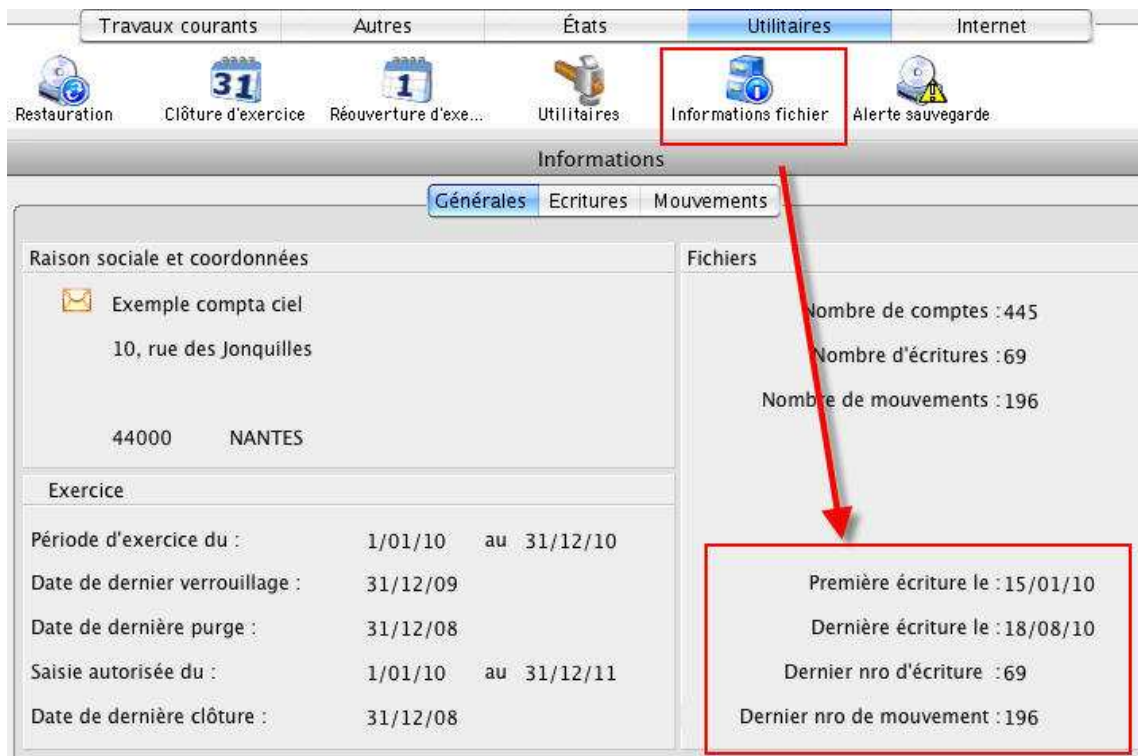 Travaux courants Autres États Utilitaires Internet
31 1
Restauration Clôture d'exercice Réouverture d'exe... Utilitaires Informations fichier Alerte sauvegarde
Informations
Générales Ecritures Mouvements
Raison sociale et coordonnées
Exemple compta ciel
10, rue des Jonquilles
44000 NANTES
Fichiers
Nombre de comptes :445
Nombre d'écritures :69
Nombre de mouvements :196
Exercice
Période d'exercice du : 1/01/10 au 31/12/10
Date de dernier verrouillage : 31/12/09
Date de dernière purge : 31/12/08
Saisie autorisée du : 1/01/10 au 31/12/11
Date de dernière clôture : 31/12/08
Première écriture le :15/01/10
Dernière écriture le :18/08/10
Dernier nro d'écriture :69
Dernier nro de mouvement :196